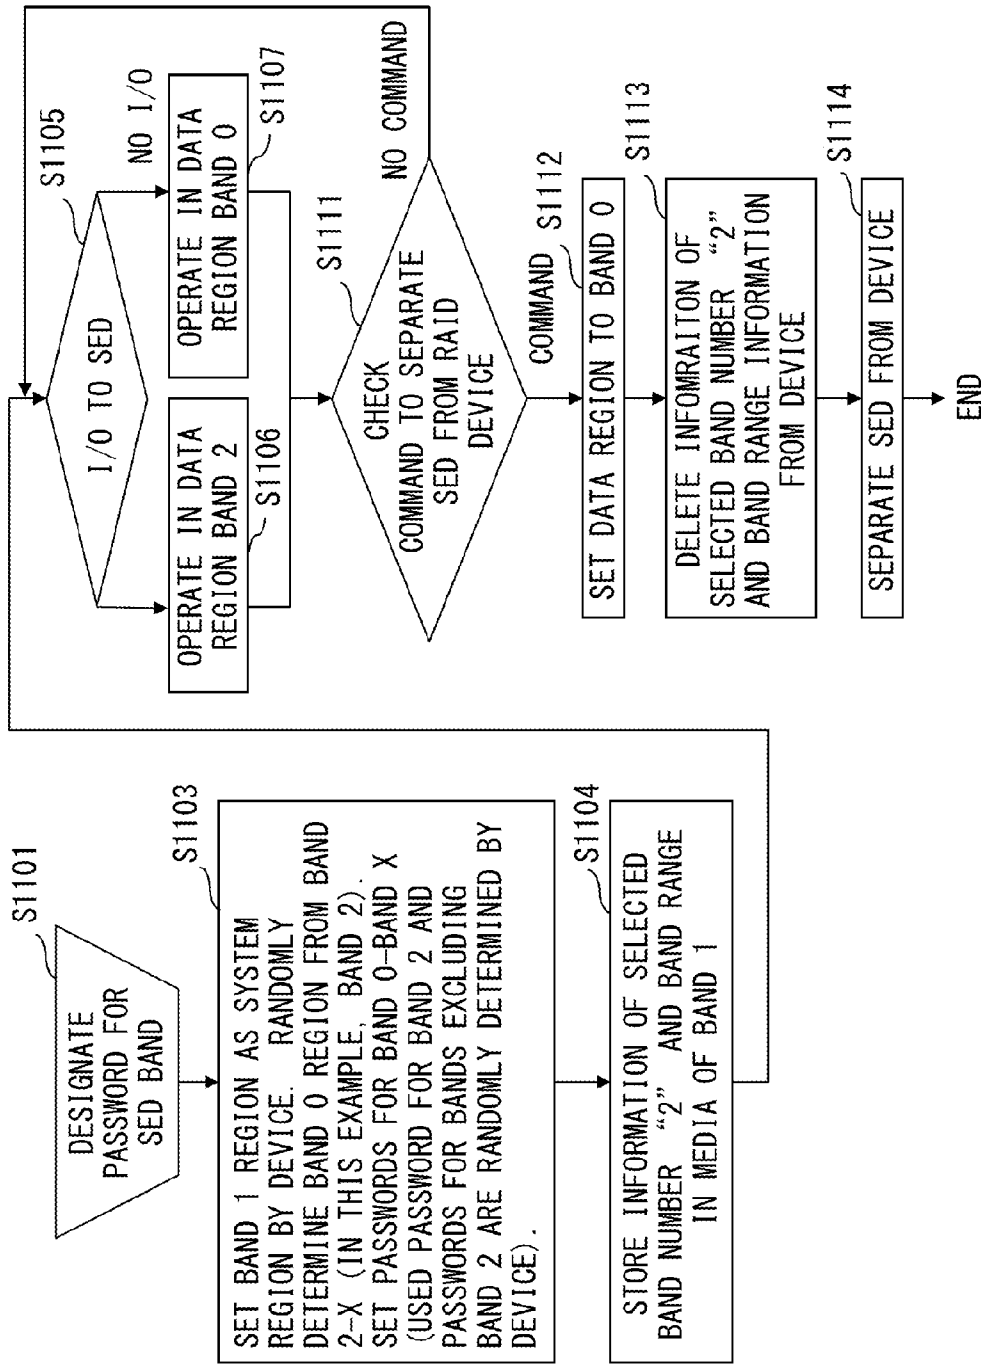 S1101
DESIGNATE
PASSWORD FOR
SED BAND
S1103
SET BAND 1 REGION AS SYSTEM
REGION BY DEVICE. RANDOMLY
DETERMINE BAND 0 REGION FROM BAND
2-X (IN THIS EXAMPLE, BAND 2).
SET PASSWORDS FOR BAND 0-BAND X
(USED PASSWORD FOR BAND 2 AND
PASSWORDS FOR BANDS EXCLUDING
BAND 2 ARE RANDOMLY DETERMINED BY
DEVICE).
S1104
STORE INFORMATION OF SELECTED
BAND NUMBER "2" AND BAND RANGE
IN MEDIA OF BAND 1
S1105
I/O TO SED
NO I/O
OPERATE IN DATA
REGION BAND 2
S1106
OPERATE IN DATA
REGION BAND 0
S1107
S1111
CHECK
COMMAND TO SEPARATE
SED FROM RAID
DEVICE
NO COMMAND
COMMAND
S1112
SET DATA REGION TO BAND 0
S1113
DELETE INFOMRAITON OF
SELECTED BAND NUMBER "2"
AND BAND RANGE INFORMATION
FROM DEVICE
S1114
SEPARATE SED FROM DEVICE
END